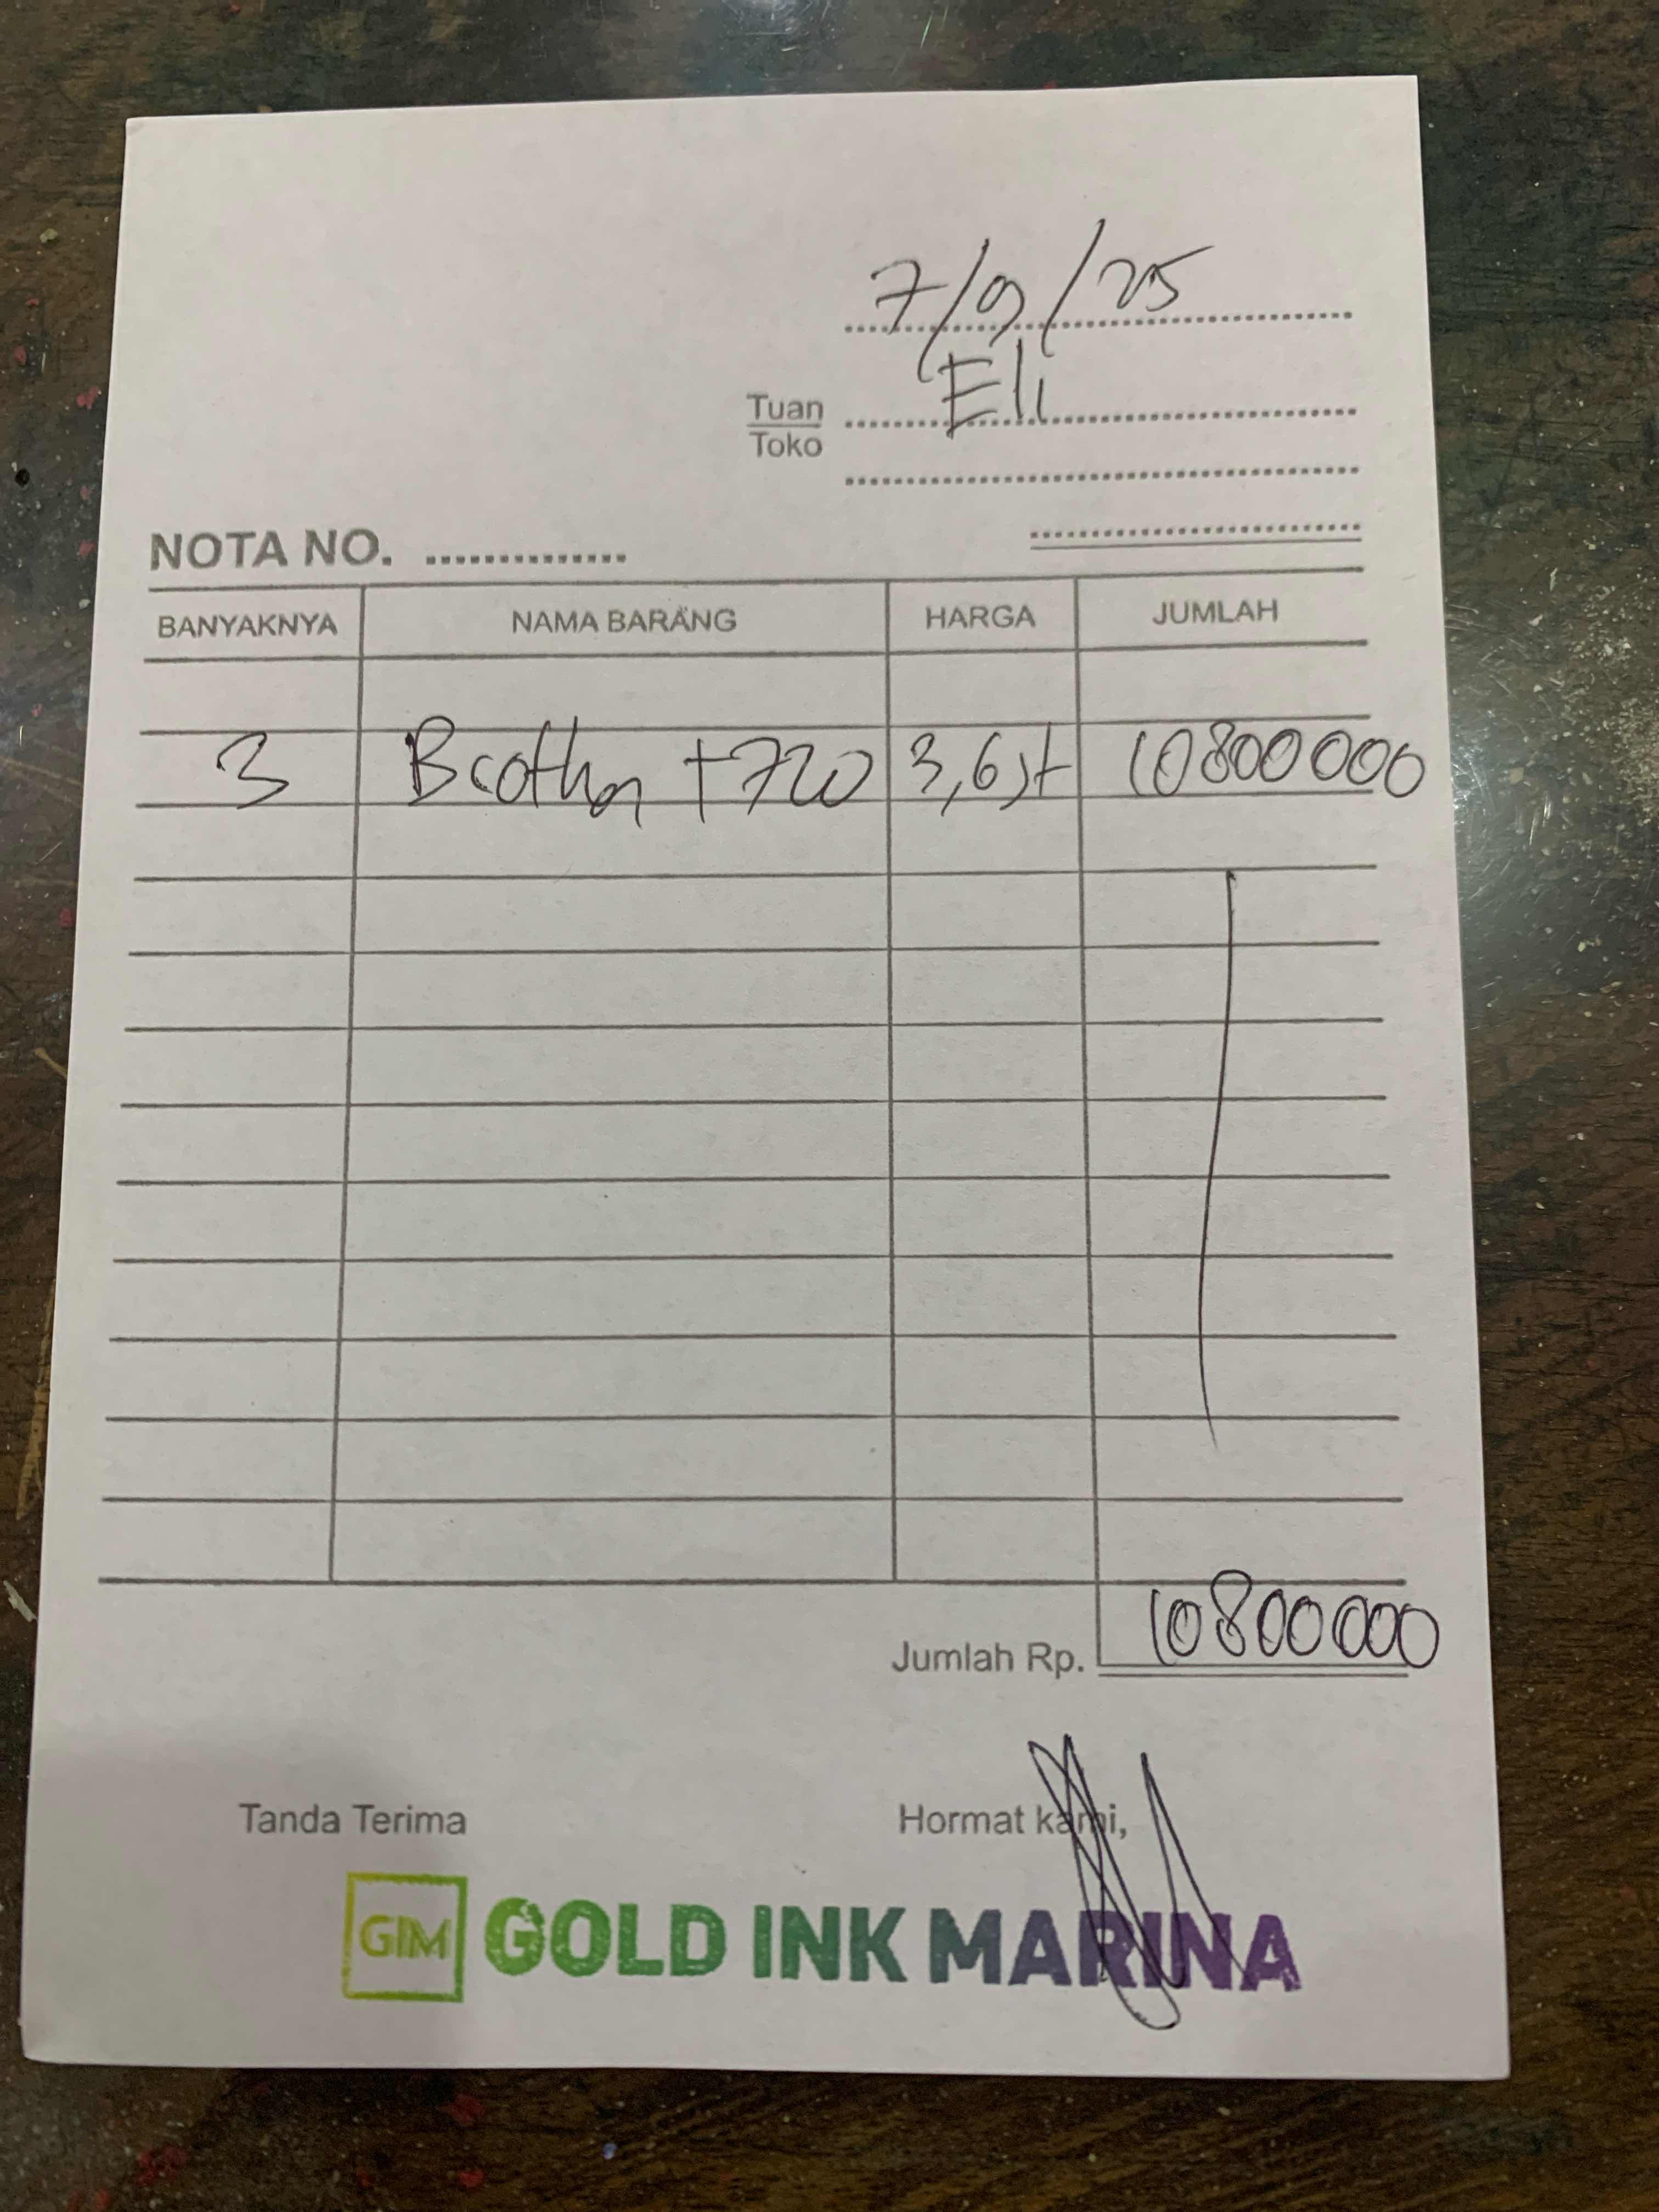 7/9/25
Tuan Eli
Toko
NOTA NO. ..............
BANYAKNYA NAMA BARANG HARGA JUMLAH
3 Brother T720 3,6jt 10800000
Jumlah Rp. 10800000
Tanda Terima Hormat kami,
GIM GOLD INK MARINA